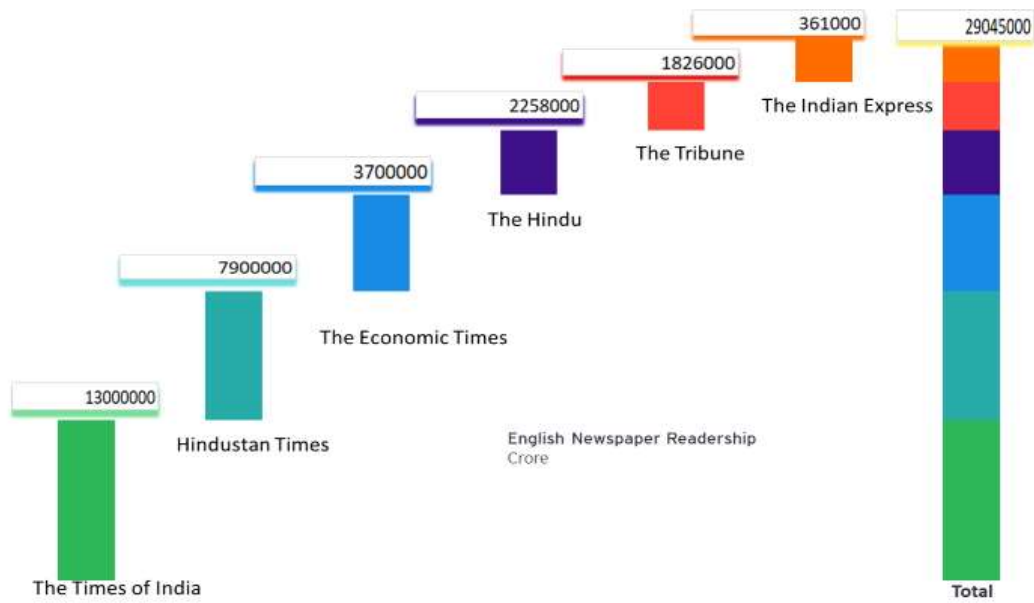 361000
29045000
1826000
The Indian Express
2258000
The Tribune
3700000
The Hindu
7900000
The Economic Times
13000000
Hindustan Times
English Newspaper Readership
Crore
The Times of India
Total